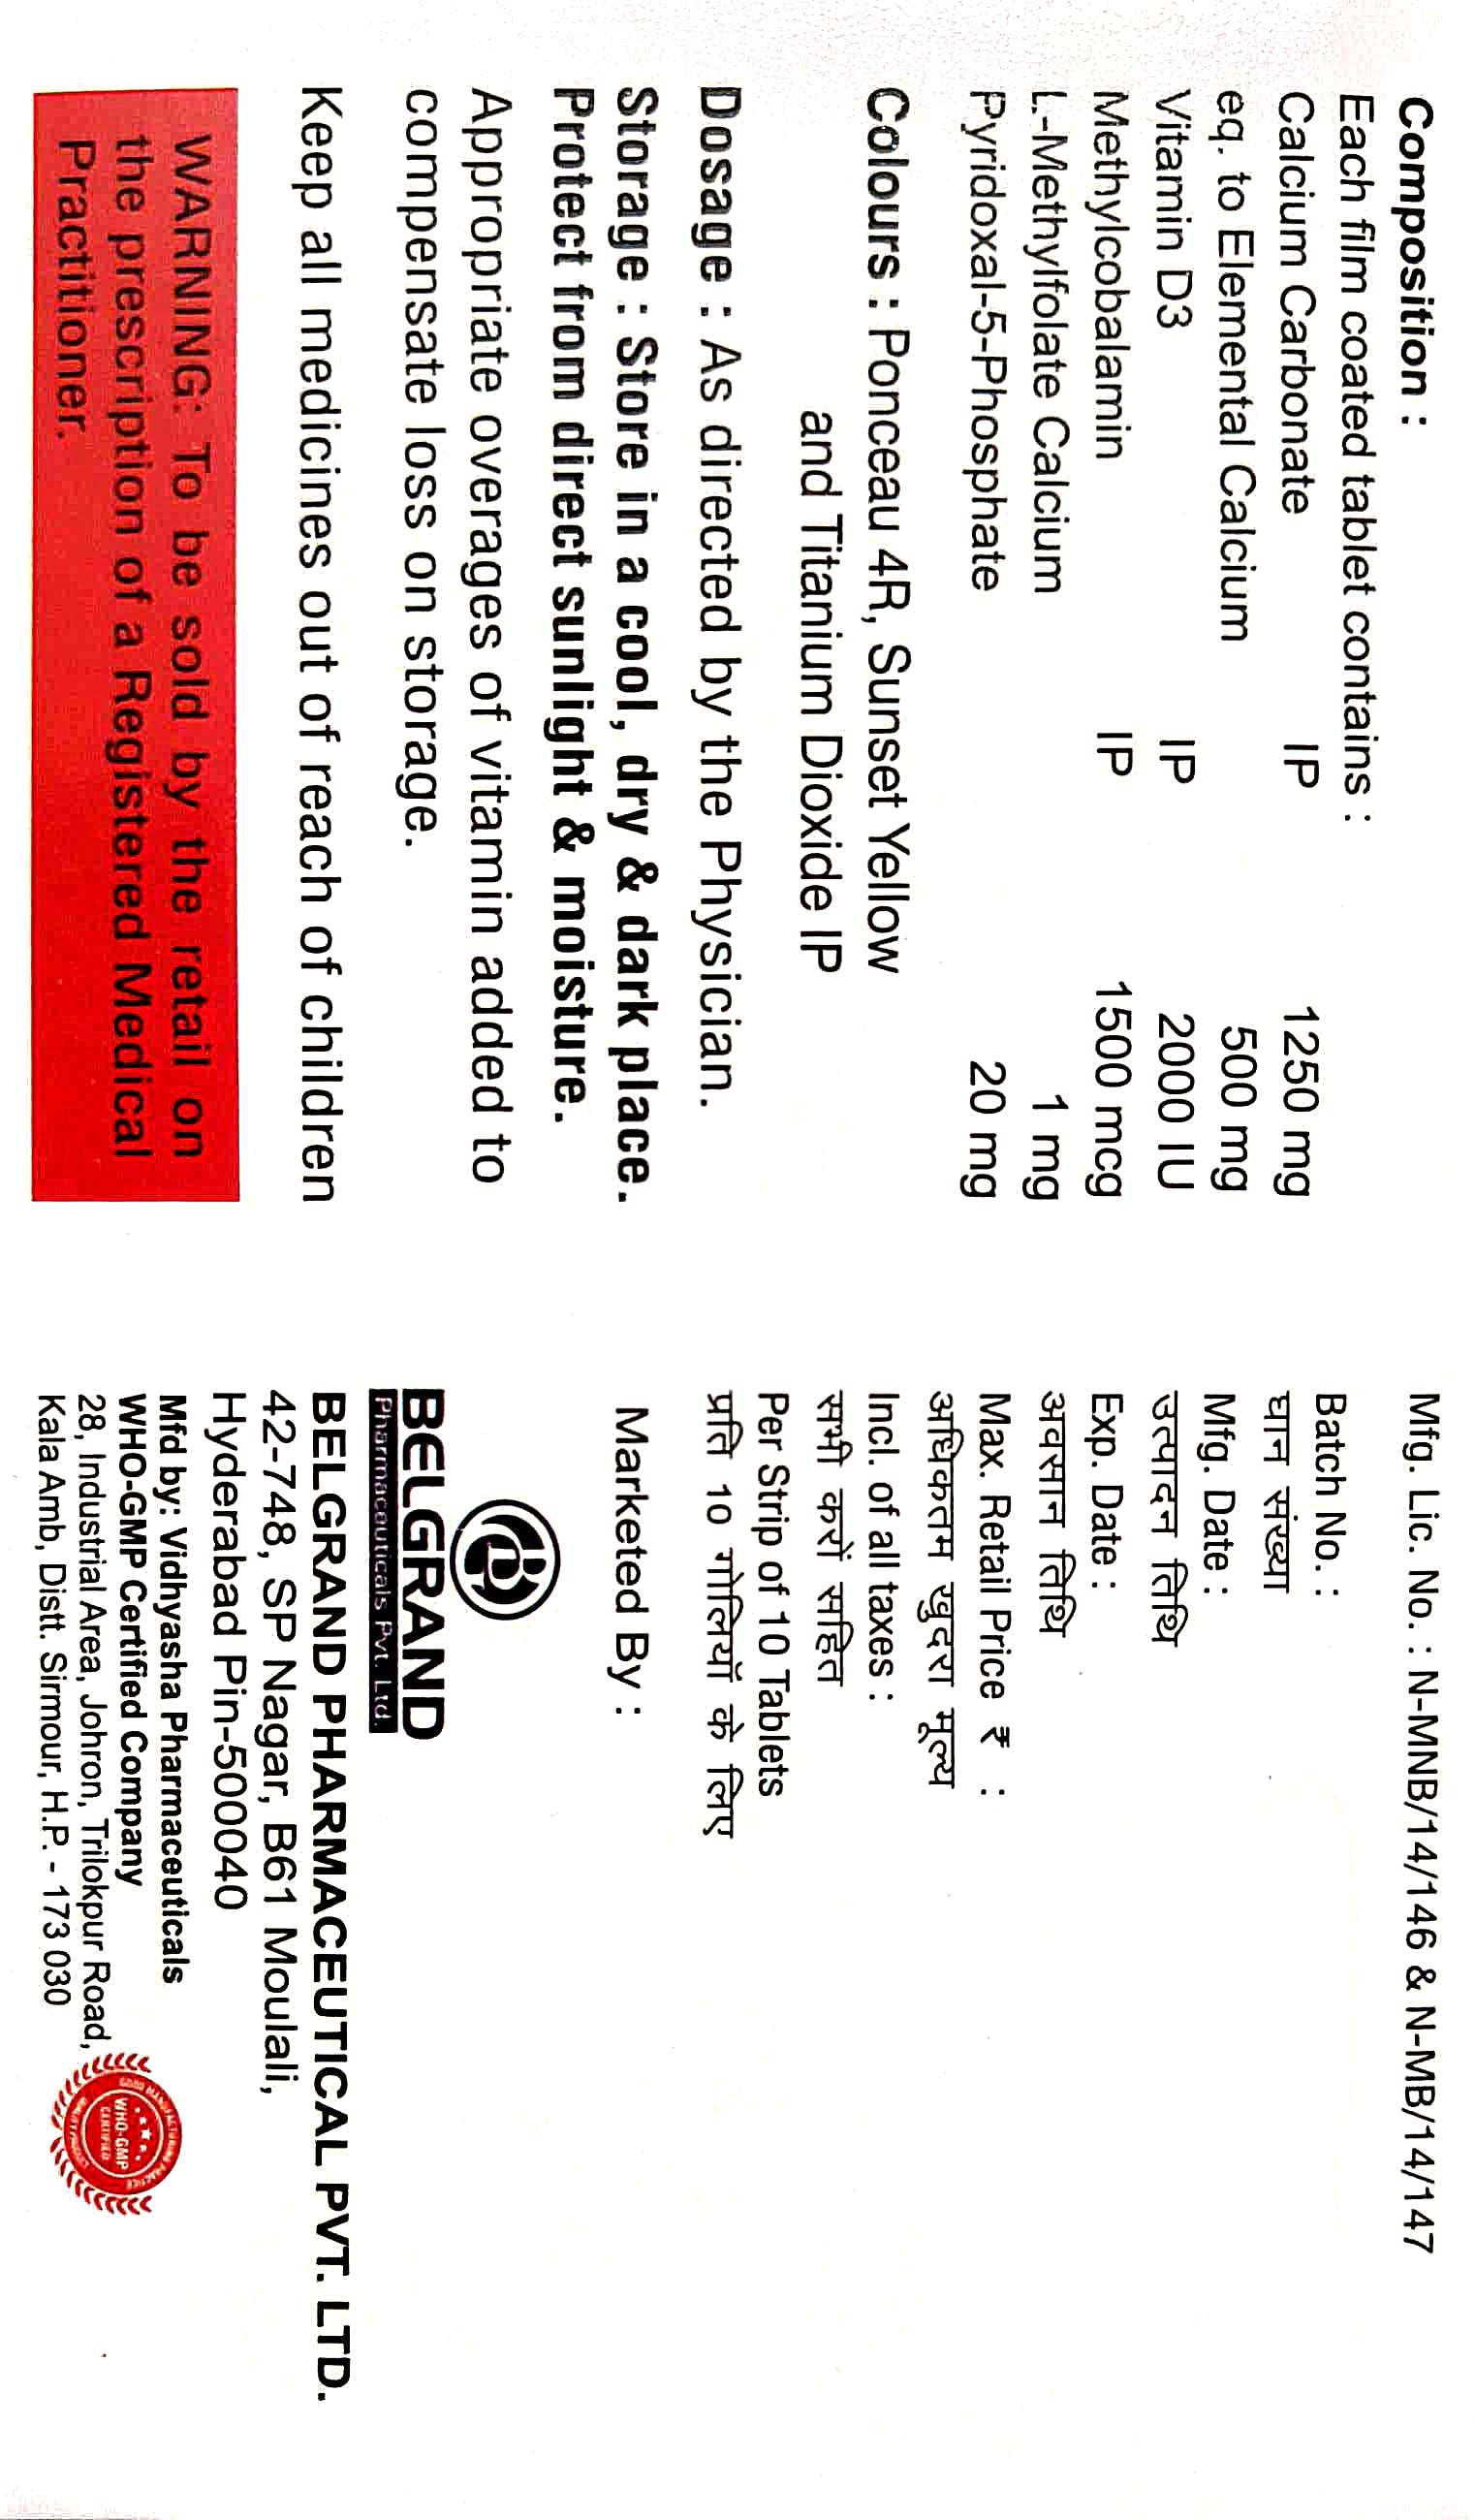 Composition :
Each film coated tablet contains :
Calcium Carbonate IP 1250 mg
eq. to Elemental Calcium 500 mg
Vitamin D3 IP 2000 IU
Methylcobalamin IP 1500 mcg
L-Methylfolate Calcium 1 mg
Pyridoxal-5-Phosphate 20 mg
Colours : Ponceau 4R, Sunset Yellow
and Titanium Dioxide IP
Dosage : As directed by the Physician.
Storage : Store in a cool, dry & dark place.
Protect from direct sunlight & moisture.
Appropriate overages of vitamin added to
compensate loss on storage.
Keep all medicines out of reach of children
WARNING: To be sold by the retail on
the prescription of a Registered Medical
Practitioner.
Mfg. Lic. No. : N-MNB/14/146 & N-MB/14/147
Batch No. :
घान संख्या
Mfg. Date :
उत्पादन तिथि
Exp. Date :
अवसान तिथि
Max. Retail Price ₹ :
अधिकतम खुदरा मूल्य
Incl. of all taxes :
सभी करों सहित
Per Strip of 10 Tablets
प्रति 10 गोलियों के लिए
Marketed By :
BELGRAND
Pharmaceuticals Pvt. Ltd.
BELGRAND PHARMACEUTICAL PVT. LTD.
42-748, SP Nagar, B61 Moulali,
Hyderabad Pin-500040
Mfd by: Vidhyasha Pharmaceuticals
WHO-GMP Certified Company
28, Industrial Area, Johron, Trilokpur Road,
Kala Amb, Distt. Sirmour, H.P. - 173 030
GOOD MANUFACTURING PRACTICE
WHO-GMP
CERTIFIED